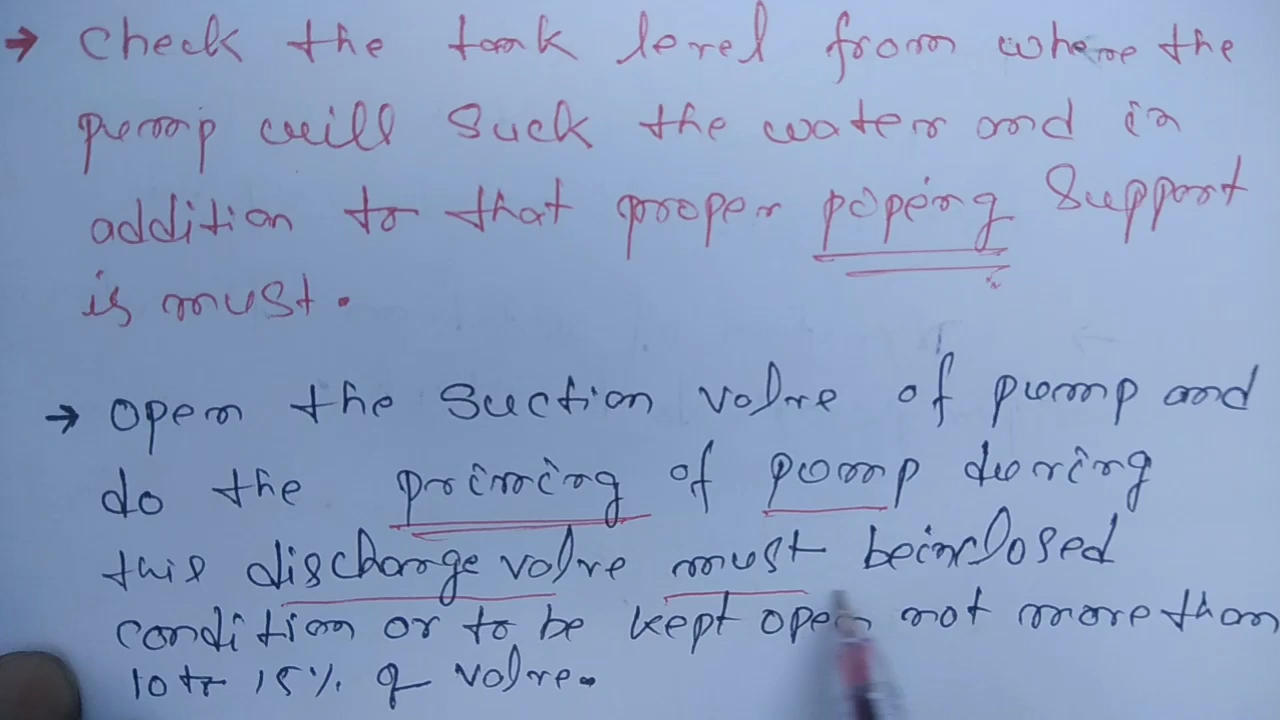 → Check the tank level from where the
pump will suck the water and in
addition to that proper piping support
is must.
→ Open the suction valve of pump and
do the priming of pump during
this discharge valve must be in closed
condition or to be kept open not more than
10 to 15% of valve.